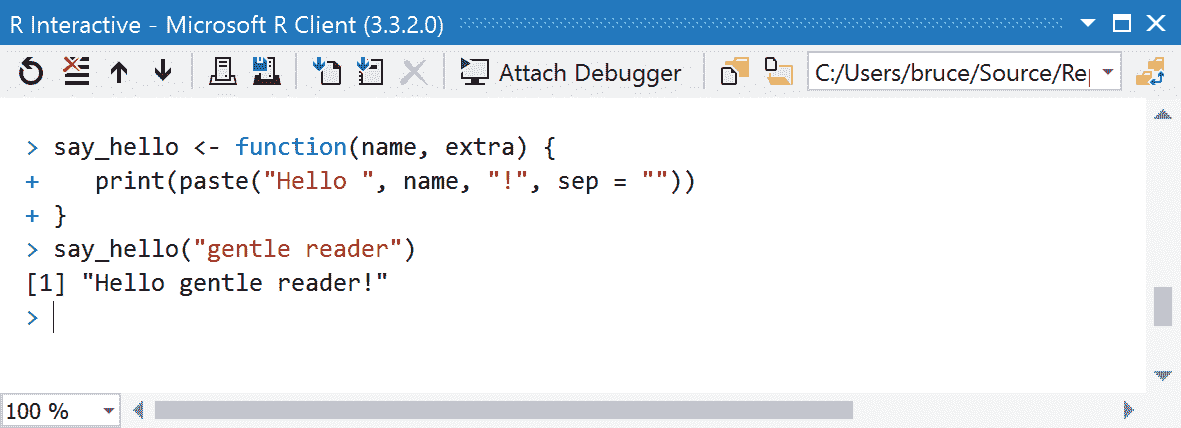 R Interactive - Microsoft R Client (3.3.2.0)
Attach Debugger
C:/Users/bruce/Source/Re
> say_hello <- function(name, extra) {
+    print(paste("Hello ", name, "!", sep = ""))
+ }
> say_hello("gentle reader")
[1] "Hello gentle reader!"
>
100 %